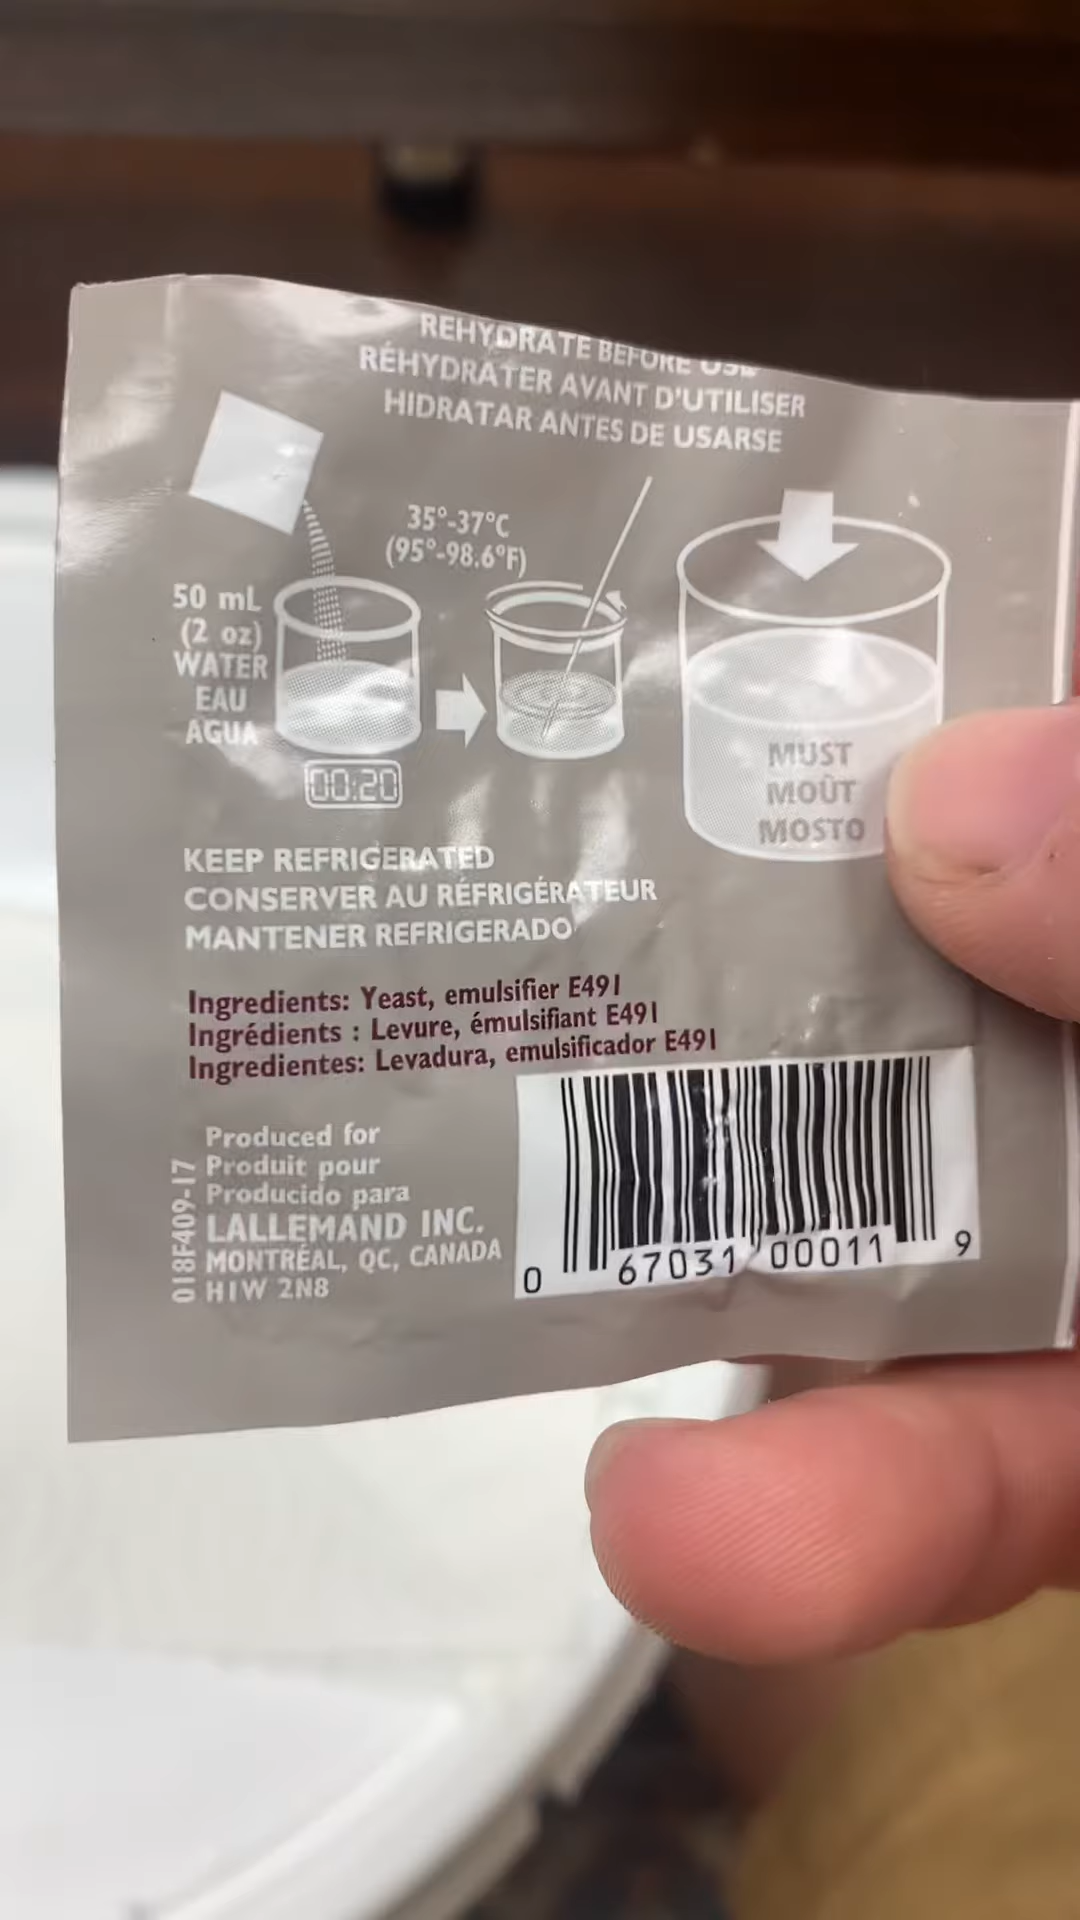 REHYDRATE BEFORE USE
RÉHYDRATER AVANT D'UTILISER
HIDRATAR ANTES DE USARSE
35°-37°C
(95°-98.6°F)
50 mL
(2 oz)
WATER
EAU
AGUA
00:20
MUST
MOÛT
MOSTO
KEEP REFRIGERATED
CONSERVER AU RÉFRIGÉRATEUR
MANTENER REFRIGERADO
Ingredients: Yeast, emulsifier E491
Ingrédients : Levure, émulsifiant E491
Ingredientes: Levadura, emulsificador E491
Produced for
Produit pour
Producido para
LALLEMAND INC.
MONTRÉAL, QC, CANADA
H1W 2N8
018F409-17
0 67031 00011 9